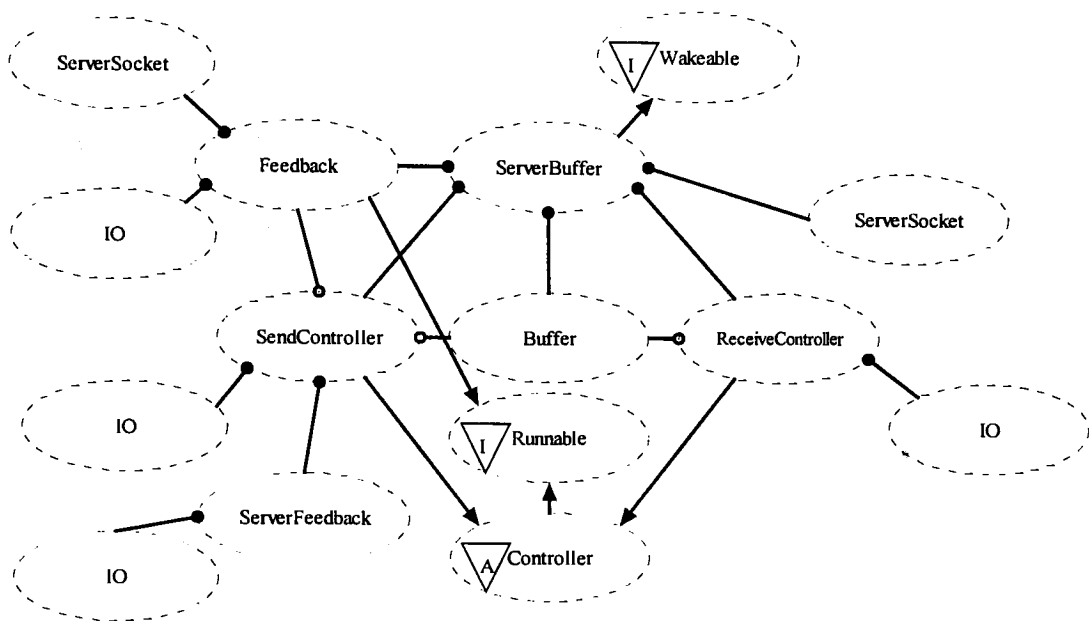 ServerSocket
I
Wakeable
Feedback
ServerBuffer
IO
ServerSocket
SendController
Buffer
ReceiveController
IO
I
Runnable
IO
ServerFeedback
A
Controller
IO